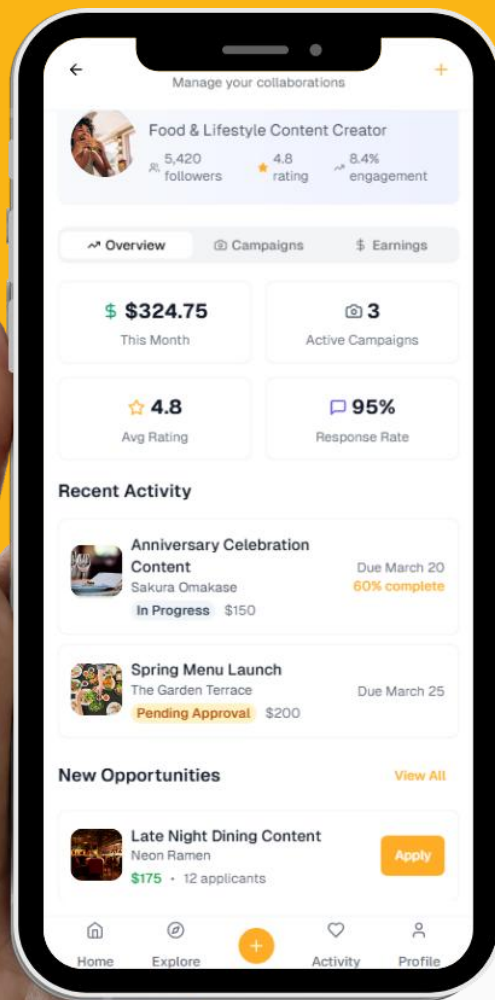 Manage your collaborations
Food & Lifestyle Content Creator
5,420 followers
4.8 rating
8.4% engagement
Overview
Campaigns
$ Earnings
$ $324.75
This Month
3
Active Campaigns
4.8
Avg Rating
95%
Response Rate
Recent Activity
Anniversary Celebration
Content
Sakura Omakase
In Progress $150
Due March 20
60% complete
Spring Menu Launch
The Garden Terrace
Pending Approval $200
Due March 25
New Opportunities
View All
Late Night Dining Content
Neon Ramen
$175 • 12 applicants
Apply
Home
Explore
Activity
Profile